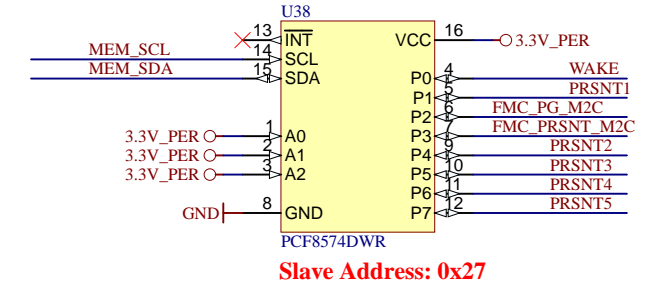 U38
13 INT
MEM_SCL 14 SCL
MEM_SDA 15 SDA
VCC 16 3.3V_PER
P0 4 WAKE
P1 5 PRSNT1
P2 6 FMC_PG_M2C
P3 7 FMC_PRSNT_M2C
3.3V_PER 1 A0
3.3V_PER 2 A1
3.3V_PER 3 A2
P4 9 PRSNT2
P5 10 PRSNT3
P6 11 PRSNT4
P7 12 PRSNT5
GND 8 GND
PCF8574DWR
Slave Address: 0x27